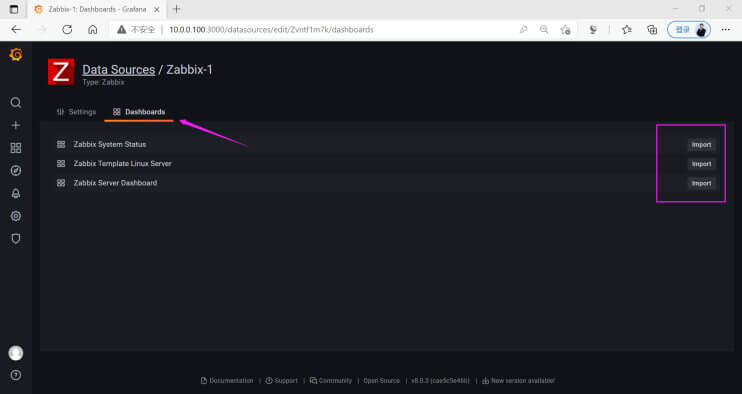 Zabbix-1: Dashboards - Grafana
不安全 10.0.0.100:3000/datasources/edit/Zvntf1m7k/dashboards 登录
Z Data Sources / Zabbix-1
Type: Zabbix
Settings Dashboards
Zabbix System Status Import
Zabbix Template Linux Server Import
Zabbix Server Dashboard Import
Documentation | Support | Community | Open Source | v8.0.3 (cae5c5e46b) | New version available!